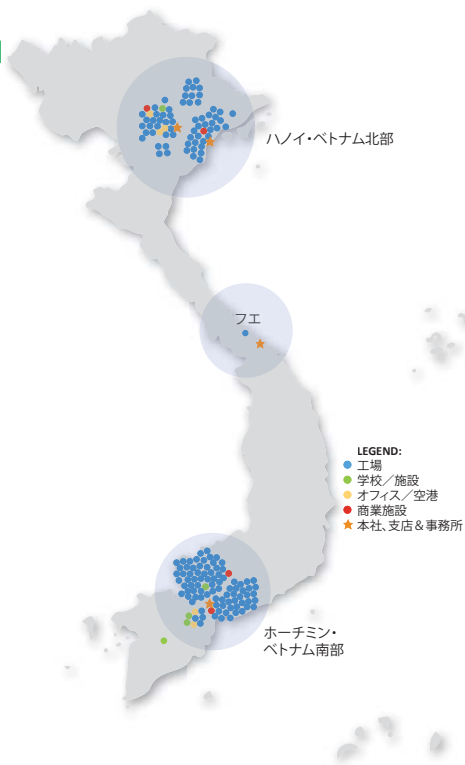 ハノイ・ベトナム北部
フエ
LEGEND:
工場
学校／施設
オフィス／空港
商業施設
本社、支店＆事務所
ホーチミン・
ベトナム南部